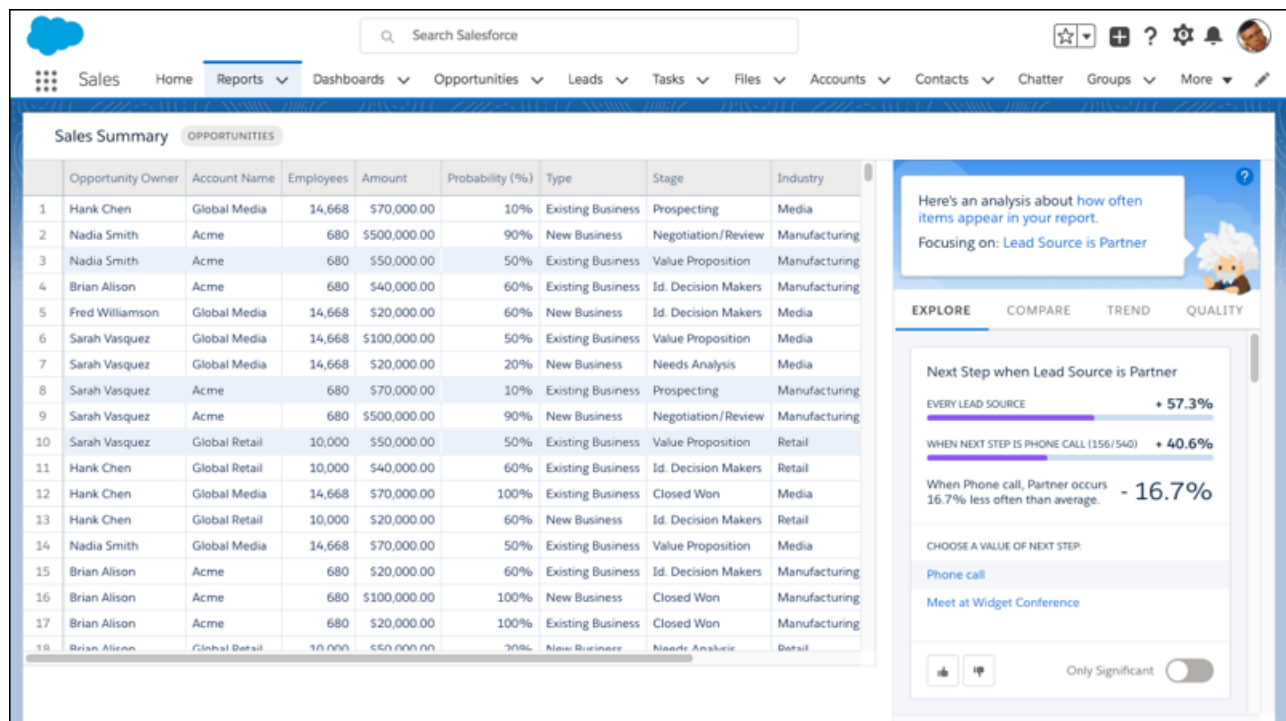 Search Salesforce
Sales Home Reports Dashboards Opportunities Leads Tasks Files Accounts Contacts Chatter Groups More
Sales Summary OPPORTUNITIES
Opportunity Owner Account Name Employees Amount Probability (%) Type Stage Industry
1 Hank Chen Global Media 14,668 $70,000.00 10% Existing Business Prospecting Media
2 Nadia Smith Acme 680 $500,000.00 90% New Business Negotiation/Review Manufacturing
3 Nadia Smith Acme 680 $50,000.00 50% Existing Business Value Proposition Manufacturing
4 Brian Alison Acme 680 $40,000.00 60% Existing Business Id. Decision Makers Manufacturing
5 Fred Williamson Global Media 14,668 $20,000.00 60% New Business Id. Decision Makers Media
6 Sarah Vasquez Global Media 14,668 $100,000.00 50% Existing Business Value Proposition Media
7 Sarah Vasquez Global Media 14,668 $20,000.00 20% New Business Needs Analysis Media
8 Sarah Vasquez Acme 680 $70,000.00 10% Existing Business Prospecting Manufacturing
9 Sarah Vasquez Acme 680 $500,000.00 90% New Business Negotiation/Review Manufacturing
10 Sarah Vasquez Global Retail 10,000 $50,000.00 50% Existing Business Value Proposition Retail
11 Hank Chen Global Retail 10,000 $40,000.00 60% Existing Business Id. Decision Makers Retail
12 Hank Chen Global Media 14,668 $70,000.00 100% Existing Business Closed Won Media
13 Hank Chen Global Retail 10,000 $20,000.00 60% New Business Id. Decision Makers Retail
14 Nadia Smith Global Media 14,668 $70,000.00 50% Existing Business Value Proposition Media
15 Brian Alison Acme 680 $20,000.00 60% Existing Business Id. Decision Makers Manufacturing
16 Brian Alison Acme 680 $100,000.00 100% New Business Closed Won Manufacturing
17 Brian Alison Acme 680 $20,000.00 100% Existing Business Closed Won Manufacturing
18 Brian Alison Global Retail 10,000 $50,000.00 20% New Business Needs Analysis Retail
?
Here's an analysis about how often
items appear in your report.
Focusing on: Lead Source is Partner
EXPLORE COMPARE TREND QUALITY
Next Step when Lead Source is Partner
EVERY LEAD SOURCE + 57.3%
WHEN NEXT STEP IS PHONE CALL (156/540) + 40.6%
When Phone call, Partner occurs
16.7% less often than average.
- 16.7%
CHOOSE A VALUE OF NEXT STEP:
Phone call
Meet at Widget Conference
Only Significant